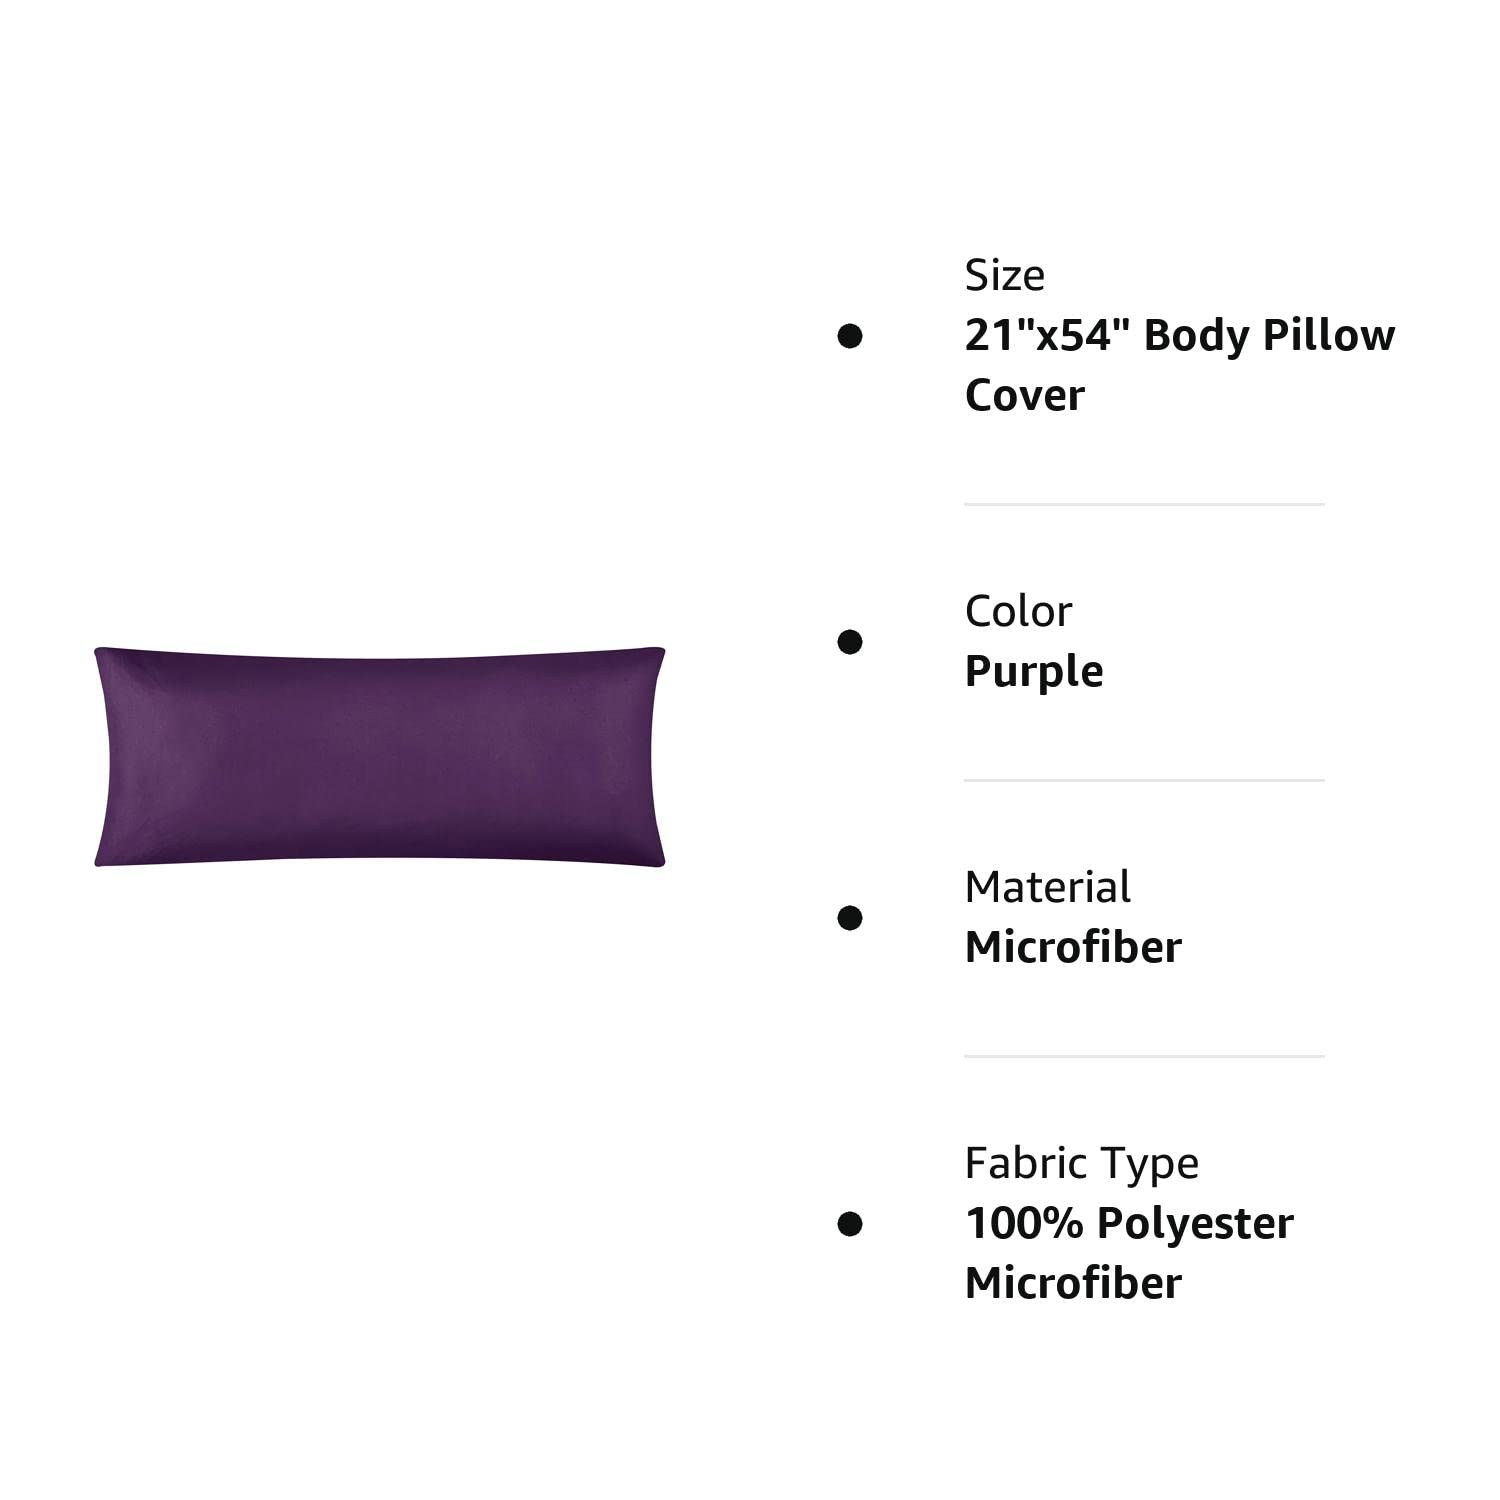 Size
21"x54" Body Pillow
Cover
Color
Purple
Material
Microfiber
Fabric Type
100% Polyester
Microfiber